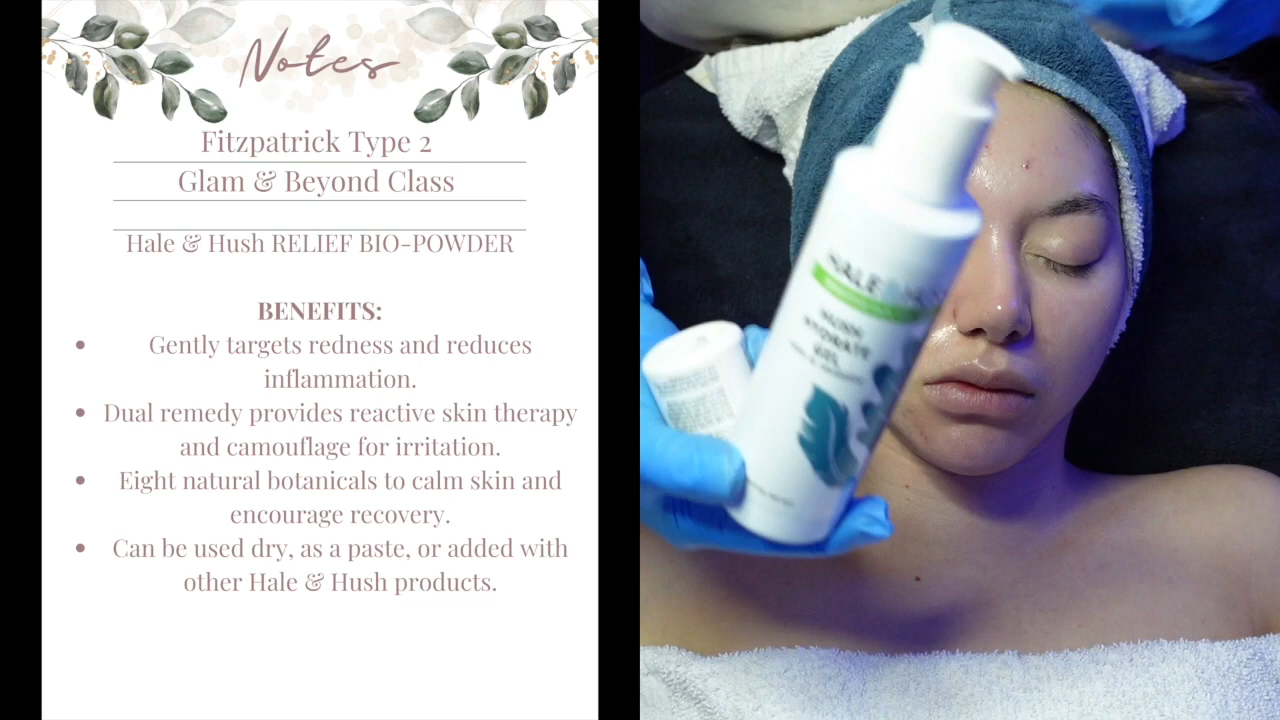 Notes
Fitzpatrick Type 2
Glam & Beyond Class
Hale & Hush RELIEF BIO-POWDER
BENEFITS:
• Gently targets redness and reduces
inflammation.
• Dual remedy provides reactive skin therapy
and camouflage for irritation.
• Eight natural botanicals to calm skin and
encourage recovery.
• Can be used dry, as a paste, or added with
other Hale & Hush products.
HALE
HUSH
HYDRATE
GEL